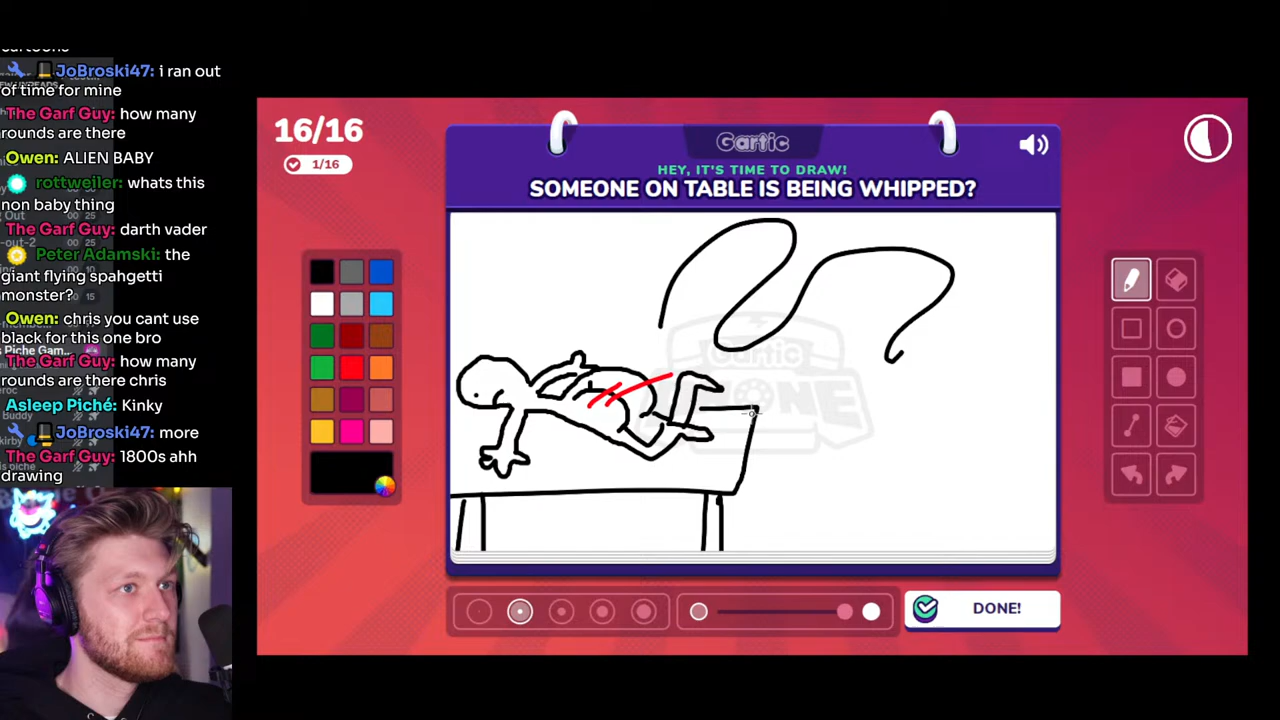 JoBroski47: i ran out
of time for mine
The Garf Guy: how many
rounds are there
Owen: ALIEN BABY
rottweiler: whats this
non baby thing
The Garf Guy: darth vader
Peter Adamski: the
giant flying spahgetti
monster?
Owen: chris you cant use
black for this one bro
The Garf Guy: how many
rounds are there chris
Asleep Piché: Kinky
JoBroski47: more
The Garf Guy: 1800s ahh
drawing
16/16
1/16
Gartic
HEY, IT'S TIME TO DRAW!
SOMEONE ON TABLE IS BEING WHIPPED?
Gartic
DONE!